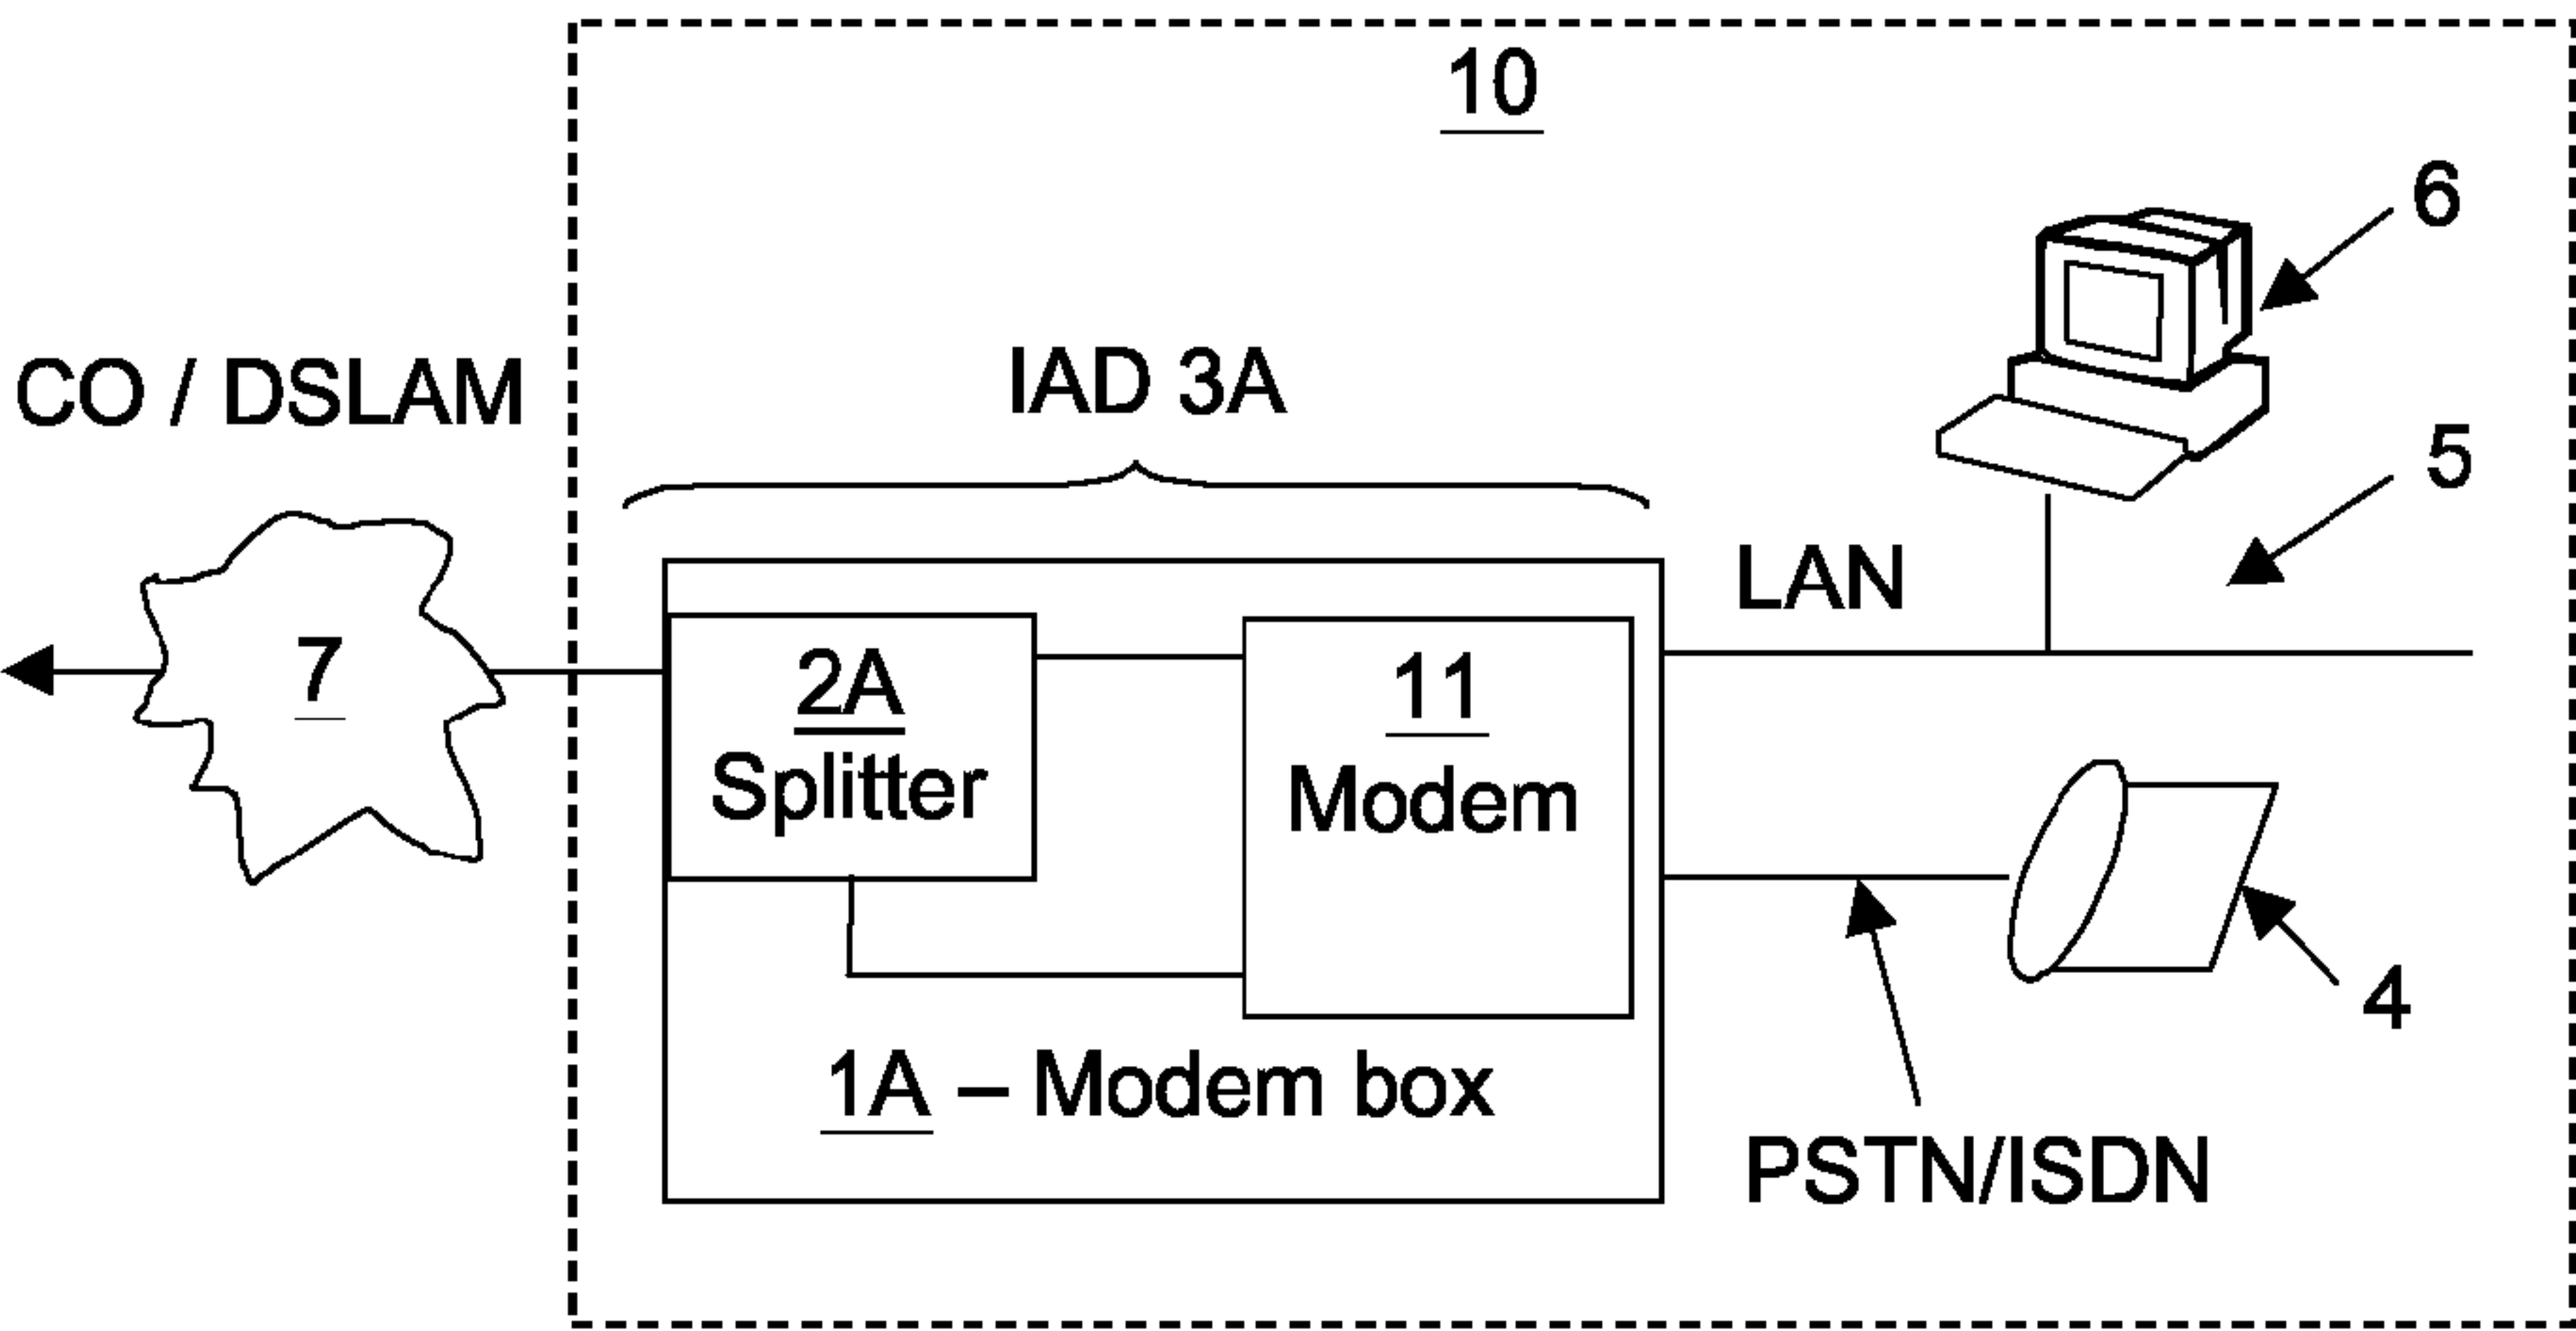 10
6
CO / DSLAM
IAD 3A
5
LAN
7
2A
Splitter
11
Modem
4
1A – Modem box
PSTN/ISDN